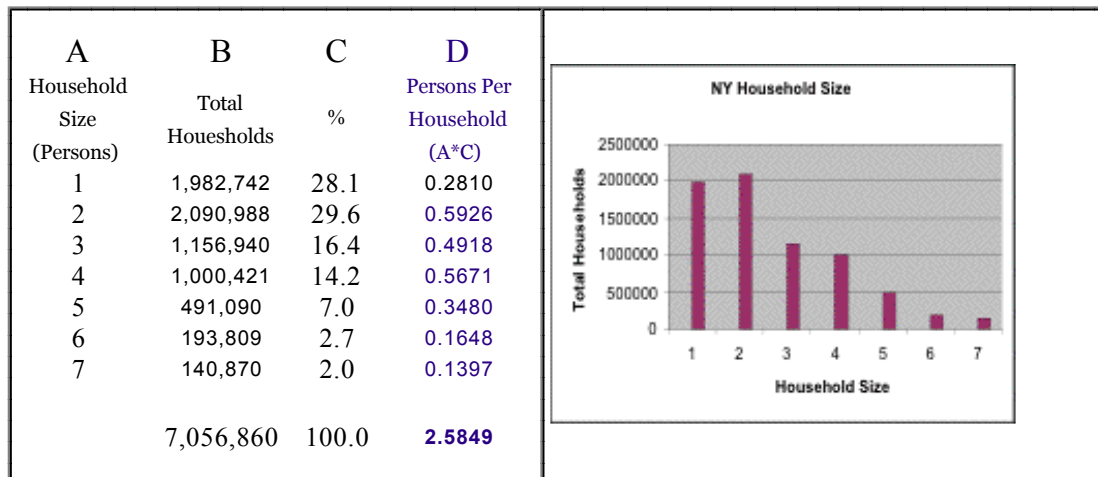 A B C D
Household Size (Persons) Total Houesholds % Persons Per Household (A*C)
1 1,982,742 28.1 0.2810
2 2,090,988 29.6 0.5926
3 1,156,940 16.4 0.4918
4 1,000,421 14.2 0.5671
5 491,090 7.0 0.3480
6 193,809 2.7 0.1648
7 140,870 2.0 0.1397
7,056,860 100.0 2.5849
NY Household Size
Total Households
2500000
2000000
1500000
1000000
500000
0
1 2 3 4 5 6 7
Household Size